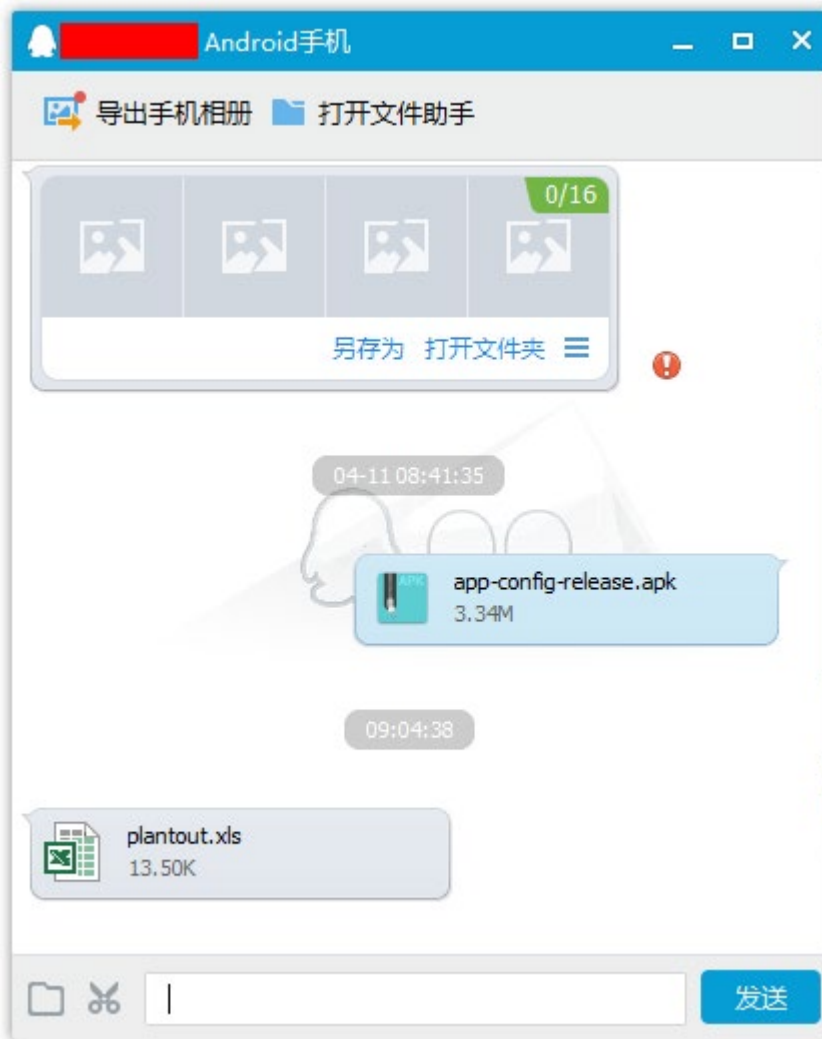 Android手机
导出手机相册 打开文件助手
0/16
另存为 打开文件夹
04-11 08:41:35
APK
app-config-release.apk
3.34M
09:04:38
plantout.xls
13.50K
发送